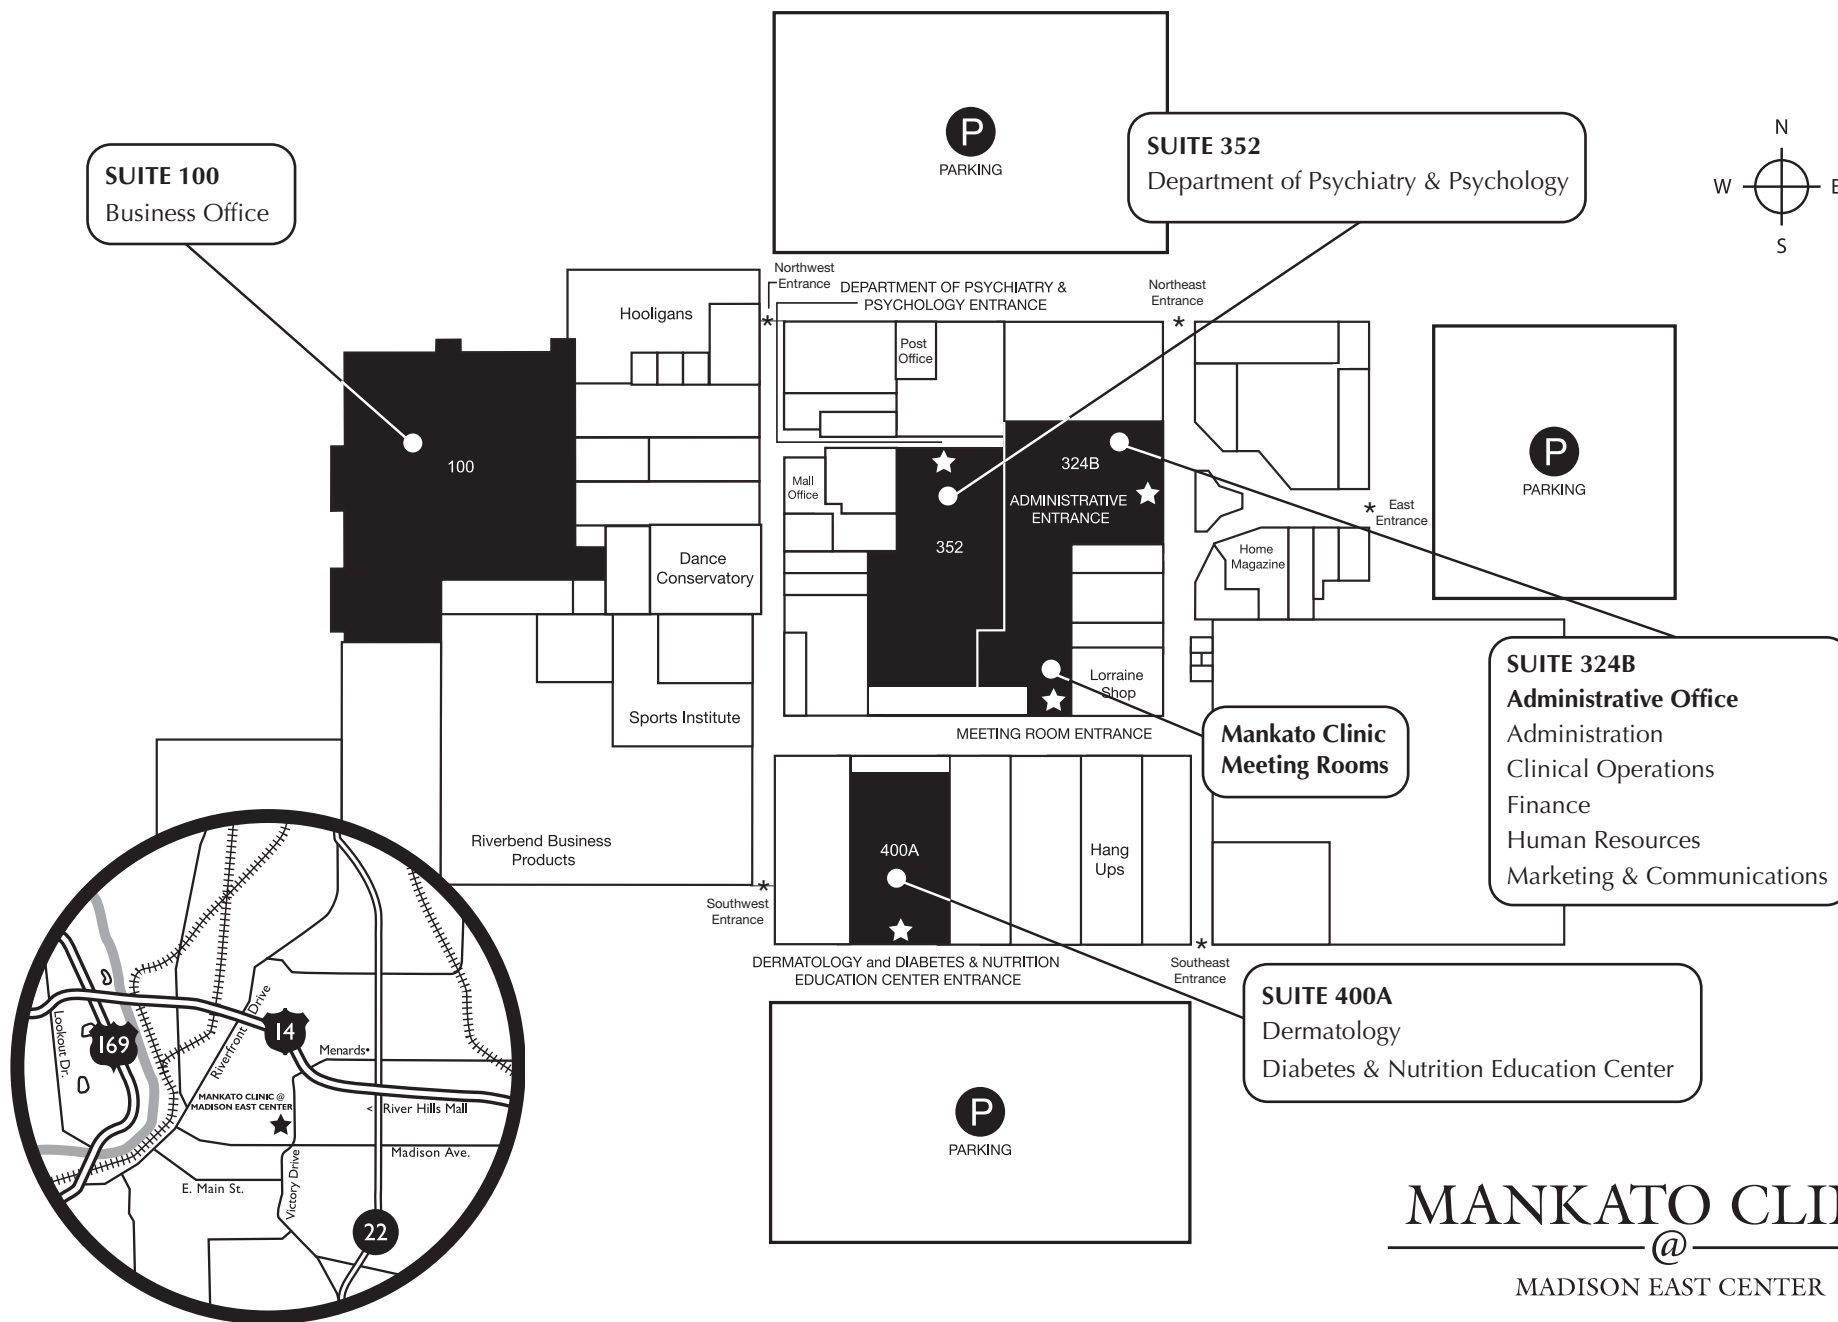 P
PARKING
SUITE 352
Department of Psychiatry & Psychology
N
W
S
SUITE 100
Business Office
Northwest
Entrance
DEPARTMENT OF PSYCHIATRY &
PSYCHOLOGY ENTRANCE
Northeast
Entrance
Hooligans
*
*
Post
Office
P
PARKING
100
324B
Mall
Office
ADMINISTRATIVE
ENTRANCE
* East
Entrance
352
Dance
Conservatory
Home
Magazine
Lorraine
Shop
Sports Institute
MEETING ROOM ENTRANCE
Mankato Clinic
Meeting Rooms
SUITE 324B
Administrative Office
Administration
Clinical Operations
Finance
Human Resources
Marketing & Communications
Riverbend Business
Products
400A
Hang
Ups
*
Southwest
Entrance
*
Southeast
Entrance
DERMATOLOGY and DIABETES & NUTRITION
EDUCATION CENTER ENTRANCE
SUITE 400A
Dermatology
Diabetes & Nutrition Education Center
P
PARKING
Lookout Dr.
169
Riverfront Drive
14
Menards•
MANKATO CLINIC @
MADISON EAST CENTER
< River Hills Mall
Madison Ave.
E. Main St.
Victory Drive
22
MANKATO CLI
@
MADISON EAST CENTER